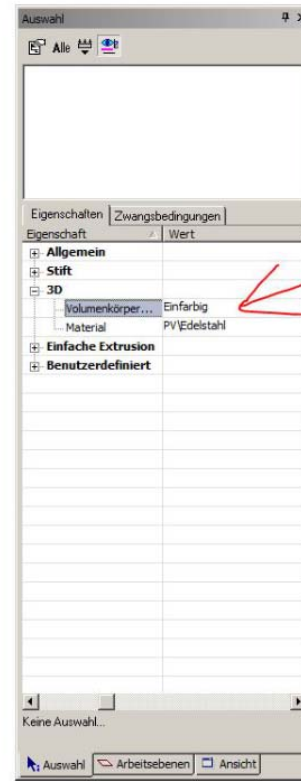 Auswahl
Alle
Eigenschaften Zwangsbedingungen
Eigenschaft Wert
Allgemein
Stift
3D
Volumenkörper... Einfarbig
Material PV\Edelstahl
Einfache Extrusion
Benutzerdefiniert
Keine Auswahl...
Auswahl Arbeitsebenen Ansicht